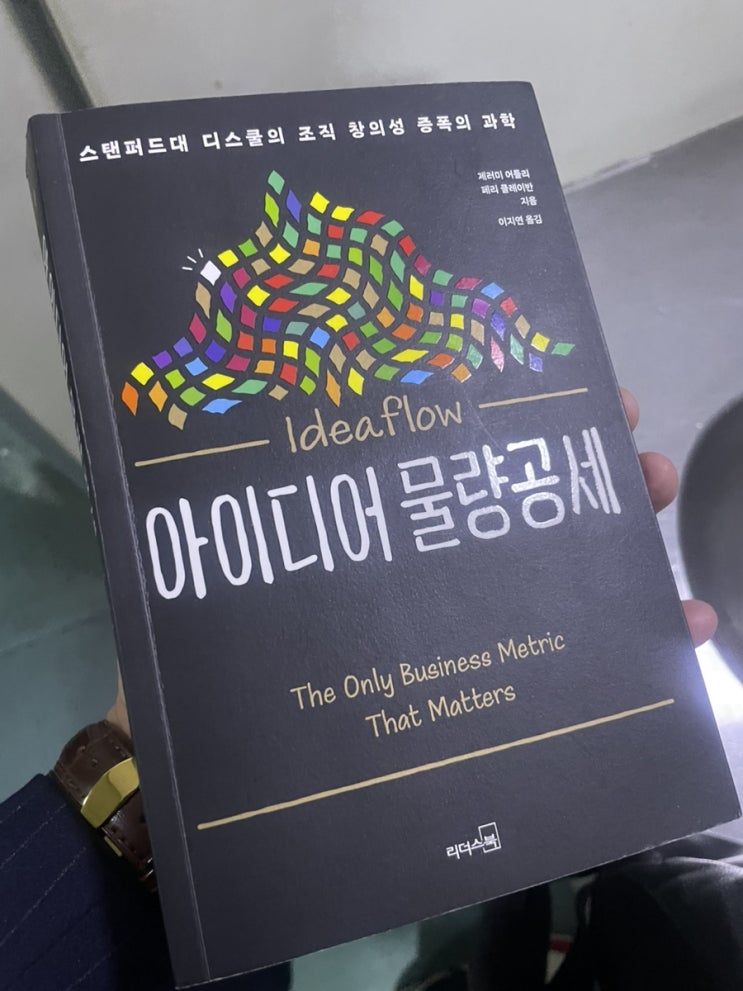 스탠퍼드대 디스쿨의 조직 창의성 증폭의 과학
제러미 어틀리
페리 클레이반
지음
이지연 옮김
Ideaflow
아이디어 물량공세
The Only Business Metric
That Matters
리더스북